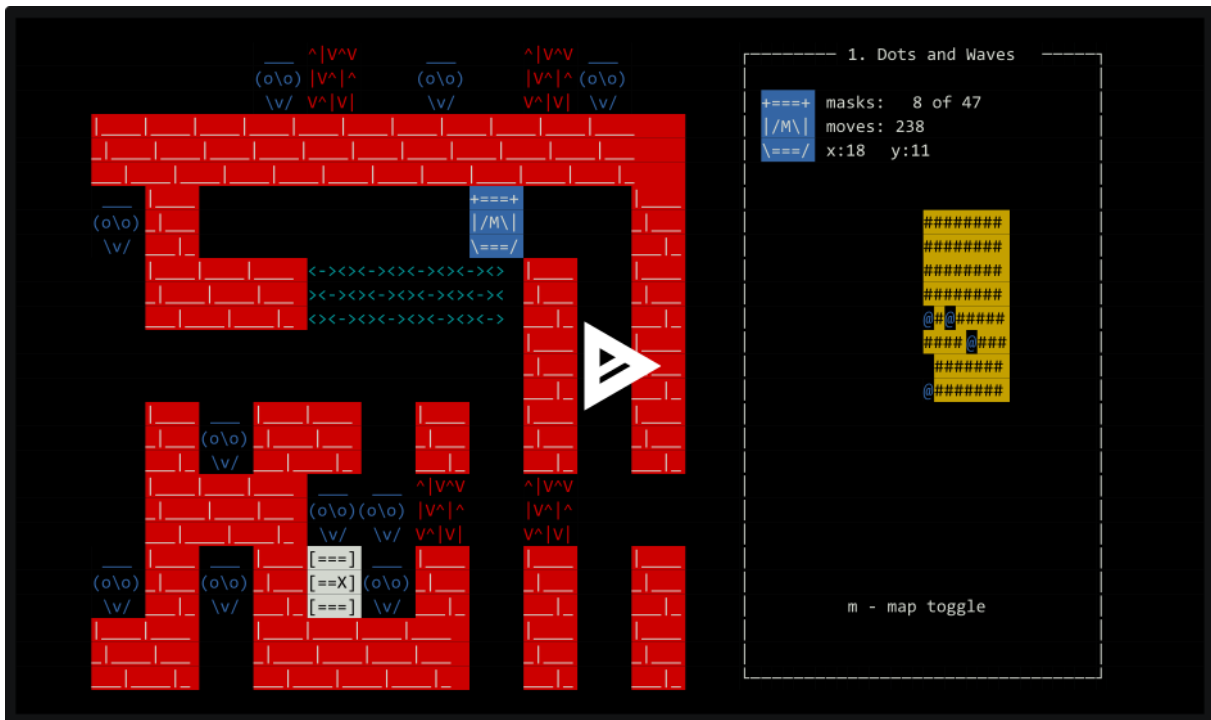 1. Dots and Waves
masks: 8 of 47
moves: 238
x:18 y:11
m - map toggle